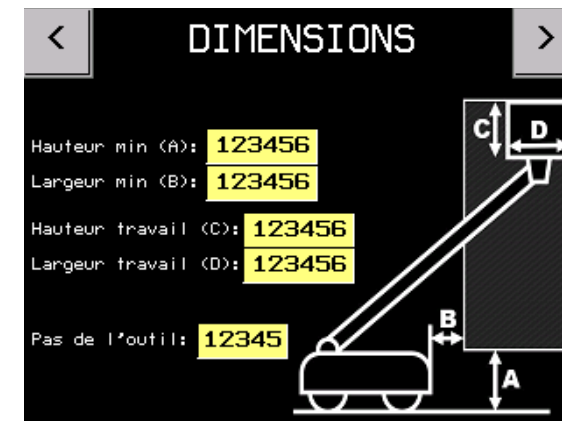 < DIMENSIONS >
C D
Hauteur min (A): 123456
Largeur min (B): 123456
Hauteur travail (C): 123456
Largeur travail (D): 123456
B
Pas de l'outil: 12345
A